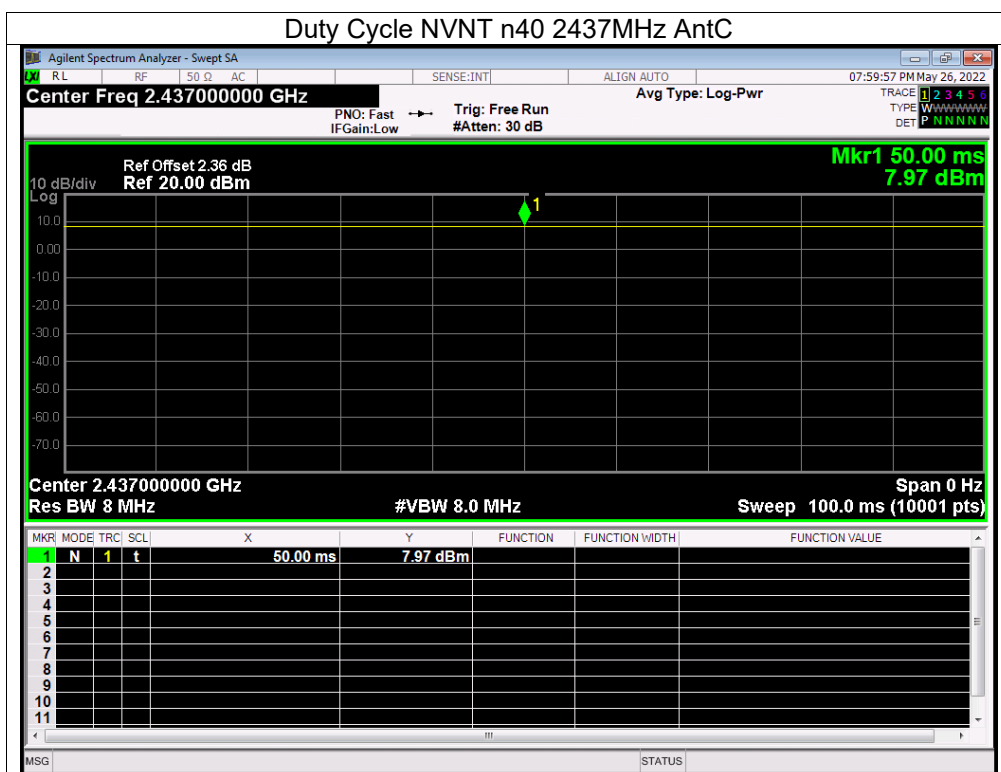 Duty Cycle NVNT n40 2437MHz AntC
Agilent Spectrum Analyzer - Swept SA
LXI RL RF 50 Ω AC SENSE:INT ALIGN AUTO 07:59:57 PM May 26, 2022
Center Freq 2.437000000 GHz Avg Type: Log-Pwr TRACE 1 2 3 4 5 6
PNO: Fast Trig: Free Run TYPE WWWWWW
IFGain:Low #Atten: 30 dB DET P N N N N N
Mkr1 50.00 ms
Ref Offset 2.36 dB
7.97 dBm
10 dB/div Ref 20.00 dBm
Log
1
10.0
0.00
-10.0
-20.0
-30.0
-40.0
-50.0
-60.0
-70.0
Center 2.437000000 GHz Span 0 Hz
Res BW 8 MHz #VBW 8.0 MHz Sweep 100.0 ms (10001 pts)
MKR MODE TRC SCL X Y FUNCTION FUNCTION WIDTH FUNCTION VALUE
1 N 1 t 50.00 ms 7.97 dBm
2
3
4
5
6
7
8
9
10
11
MSG STATUS